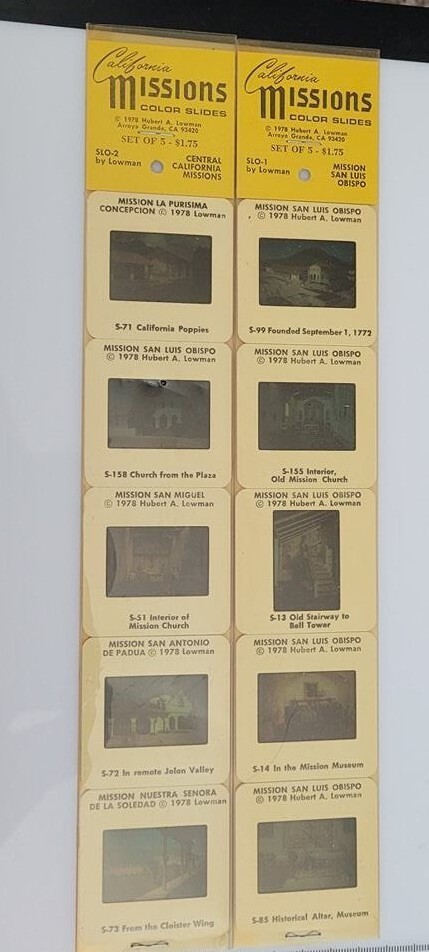 California
MISSIONS
COLOR SLIDES
© 1978 Hubert A. Lowman
Arroyo Grande, CA 93420
SET OF 5 - $1.75
SLO-2
by Lowman
CENTRAL
CALIFORNIA
MISSIONS
MISSION LA PURISIMA
CONCEPCION © 1978 Lowman
S-71 California Poppies
MISSION SAN LUIS OBISPO
© 1978 Hubert A. Lowman
S-158 Church from the Plaza
MISSION SAN MIGUEL
© 1978 Hubert A. Lowman
S-51 Interior of
Mission Church
MISSION SAN ANTONIO
DE PADUA © 1978 Lowman
S-72 In remote Jolon Valley
MISSION NUESTRA SENORA
DE LA SOLEDAD © 1978 Lowman
S-73 From the Cloister Wing
California
MISSIONS
COLOR SLIDES
© 1978 Hubert A. Lowman
Arroyo Grande, CA 93420
SET OF 5 - $1.75
SLO-1
by Lowman
MISSION
SAN LUIS
OBISPO
MISSION SAN LUIS OBISPO
© 1978 Hubert A. Lowman
S-99 Founded September 1, 1772
MISSION SAN LUIS OBISPO
© 1978 Hubert A. Lowman
S-155 Interior,
Old Mission Church
MISSION SAN LUIS OBISPO
© 1978 Hubert A. Lowman
S-13 Old Stairway to
Bell Tower
MISSION SAN LUIS OBISPO
© 1978 Hubert A. Lowman
S-14 In the Mission Museum
MISSION SAN LUIS OBISPO
© 1978 Hubert A. Lowman
S-85 Historical Altar, Museum